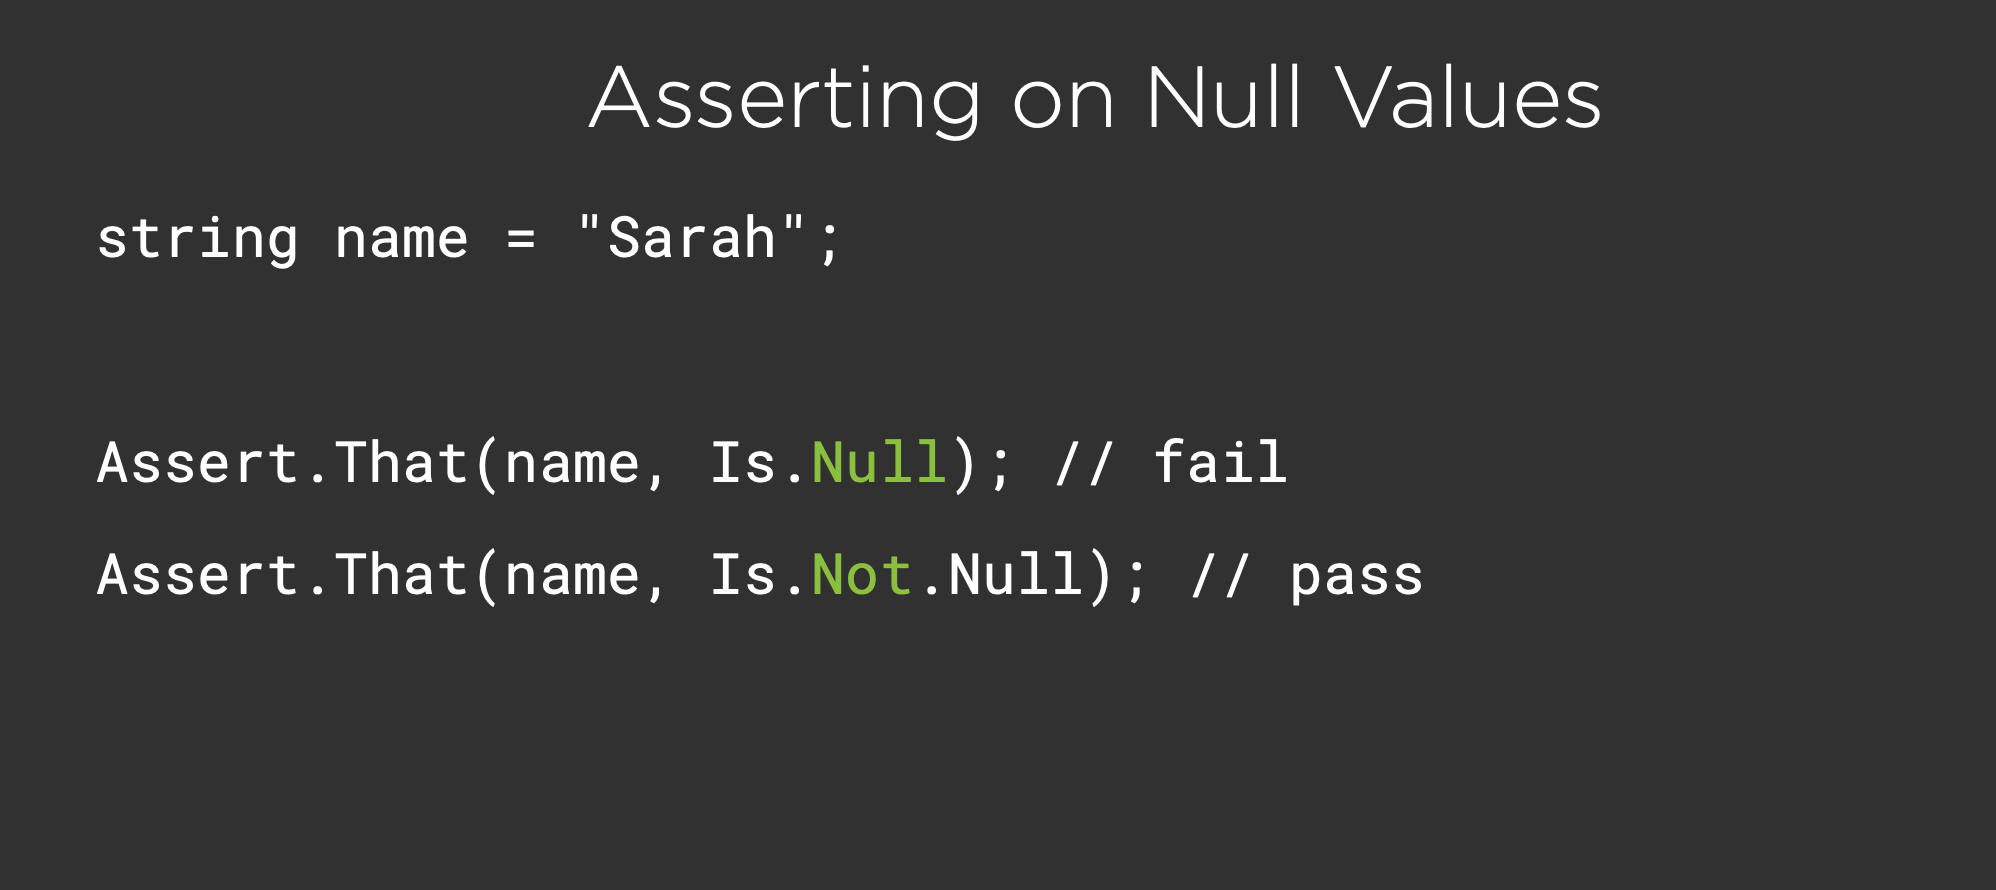 Asserting on Null Values
string name = "Sarah";
Assert.That(name, Is.Null); // fail
Assert.That(name, Is.Not.Null); // pass